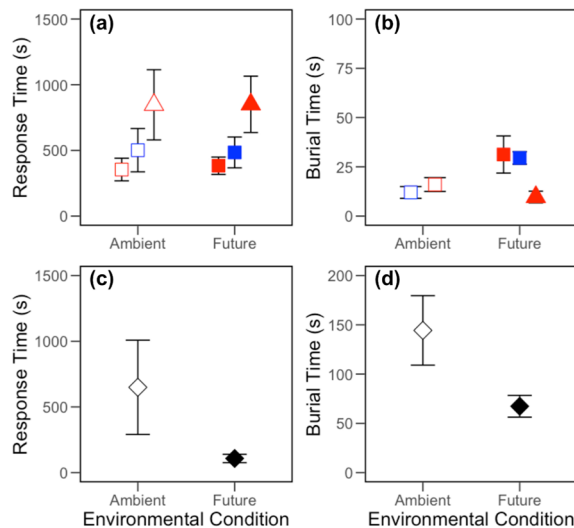 (a)
1500
1000
500
0
Response Time (s)
Ambient
Future
(b)
100
75
50
25
0
Burial Time (s)
Ambient
Future
(c)
1500
1000
500
0
Response Time (s)
Ambient
Future
Environmental Condition
(d)
200
150
100
50
0
Burial Time (s)
Ambient
Future
Environmental Condition